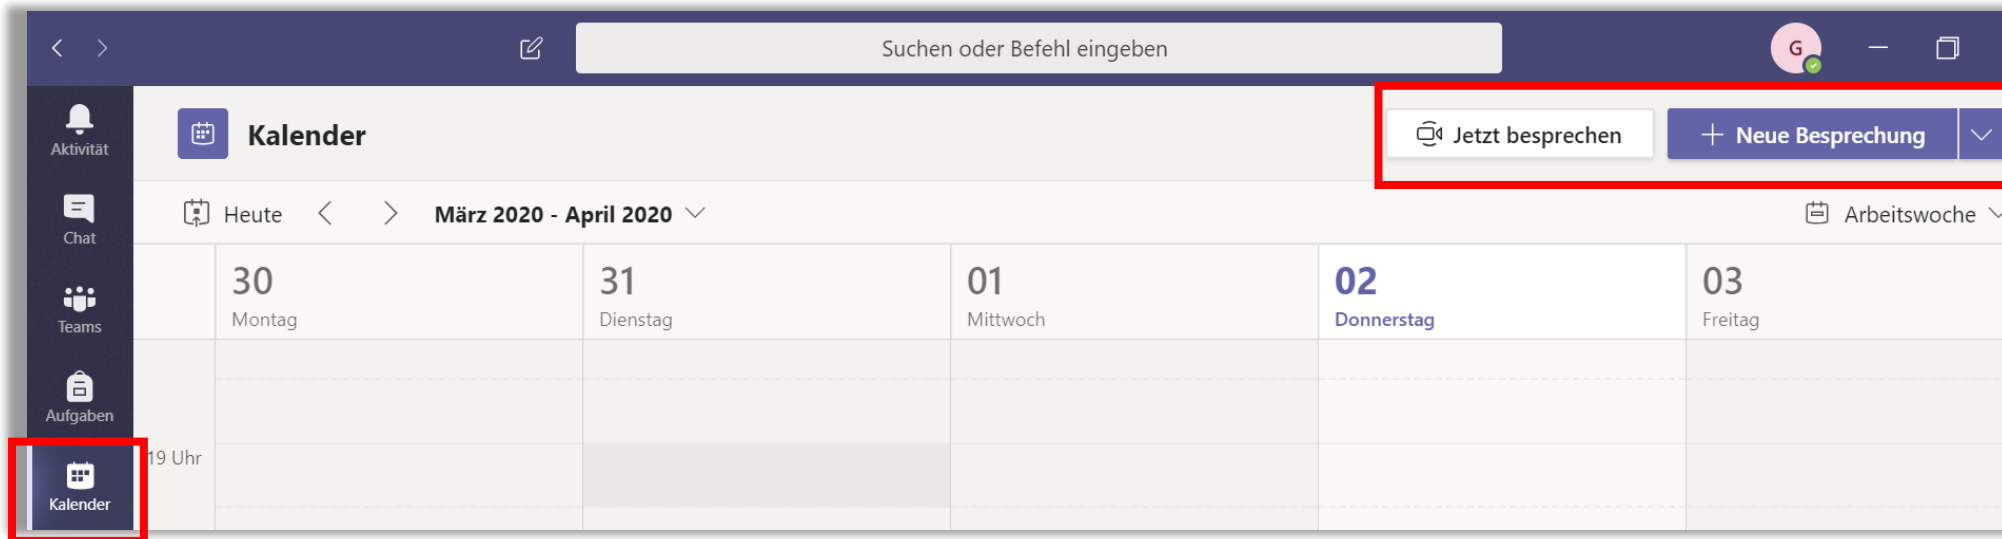 Suchen oder Befehl eingeben
G
Aktivität
Kalender
Jetzt besprechen
Neue Besprechung
Chat
Heute
März 2020 - April 2020
Arbeitswoche
Teams
30
Montag
31
Dienstag
01
Mittwoch
02
Donnerstag
03
Freitag
Aufgaben
19 Uhr
Kalender